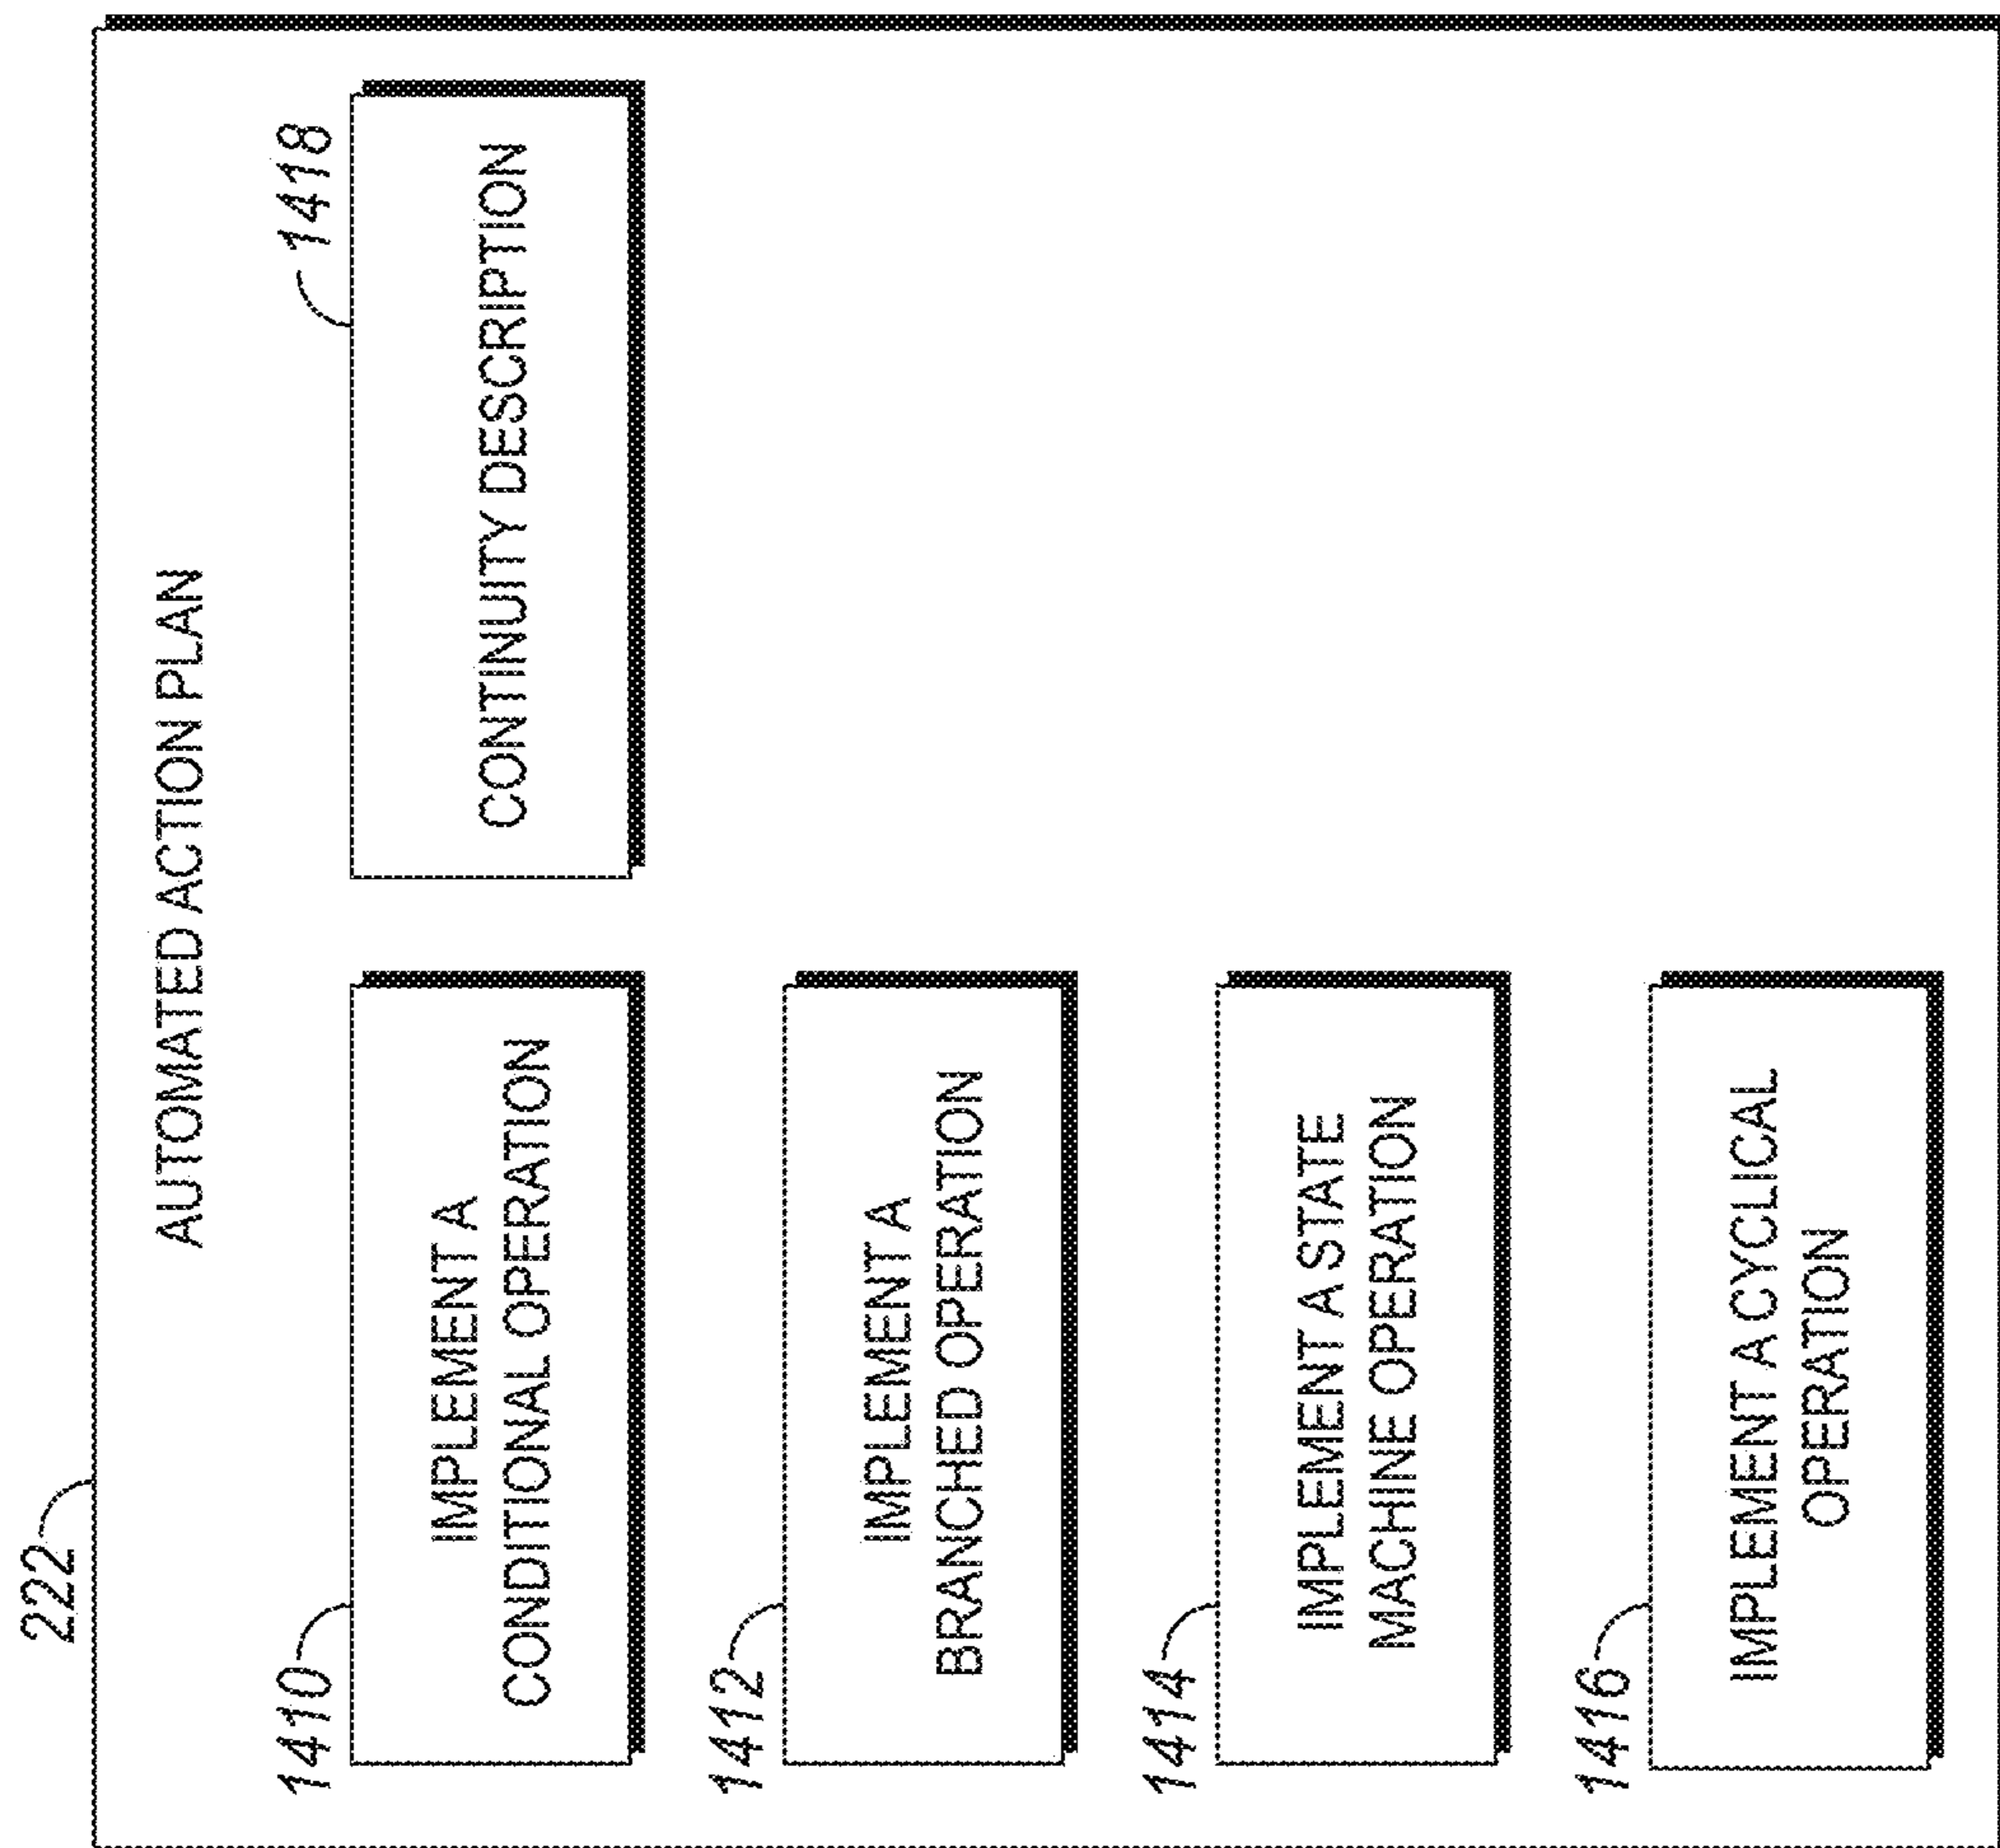 222
AUTOMATED ACTION PLAN
1410
IMPLEMENT A
CONDITIONAL OPERATION
1418
CONTINUITY DESCRIPTION
1412
IMPLEMENT A
BRANCHED OPERATION
1414
IMPLEMENT A STATE
MACHINE OPERATION
1416
IMPLEMENT A CYCLICAL
OPERATION